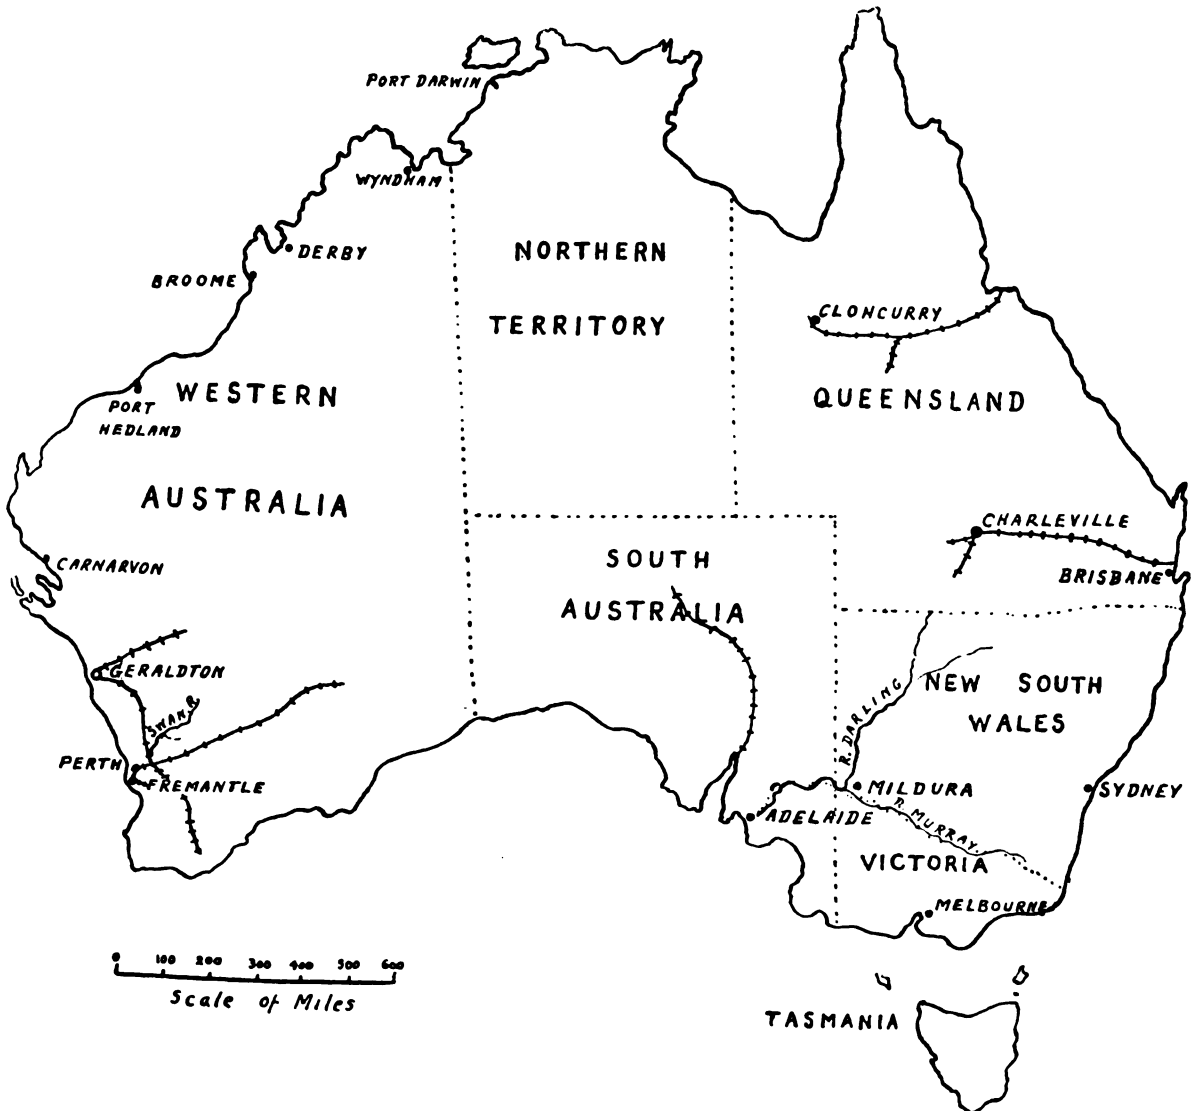 PORT DARWIN
WYNDHAM
DERBY
BROOME
NORTHERN
TERRITORY
CLONCURRY
WESTERN
PORT
HEDLAND
QUEENSLAND
AUSTRALIA
CHARLEVILLE
CARNARVON
SOUTH
BRISBANE
AUSTRALIA
GERALDTON
NEW SOUTH
WALES
SWAN R
R. DARLING
PERTH
FREMANTLE
MILDURA
SYDNEY
R. MURRAY.
ADELAIDE
VICTORIA
MELBOURNE
0 100 200 300 400 500 600
Scale of Miles
TASMANIA